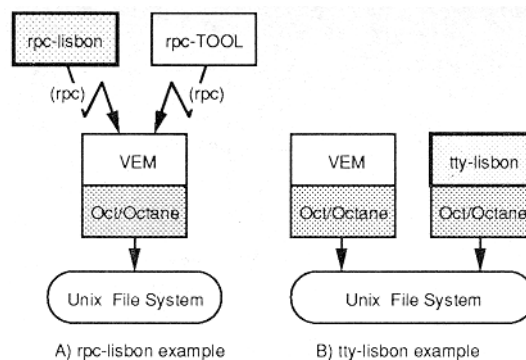 rpc-lisbon
rpc-TOOL
(rpc)
(rpc)
VEM
Oct/Octane
Unix File System
A) rpc-lisbon example
VEM
tty-lisbon
Oct/Octane
Oct/Octane
Unix File System
B) tty-lisbon example